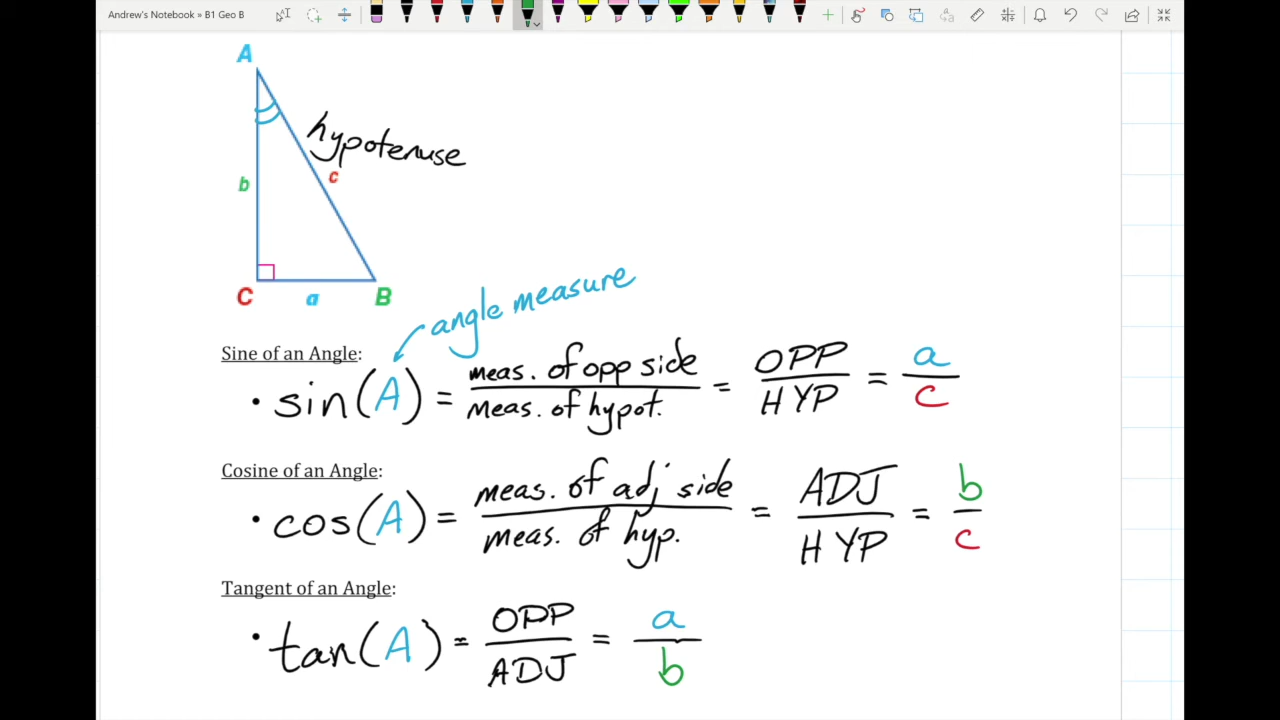 Andrew's Notebook » B1 Geo B
A
hypotenuse
b
c
C
a
B
angle measure
Sine of an Angle:
• sin(A) = meas. of opp side / meas. of hypot. = OPP / HYP = a / c
Cosine of an Angle:
• cos(A) = meas. of adj side / meas. of hyp. = ADJ / HYP = b / c
Tangent of an Angle:
• tan(A) = OPP / ADJ = a / b